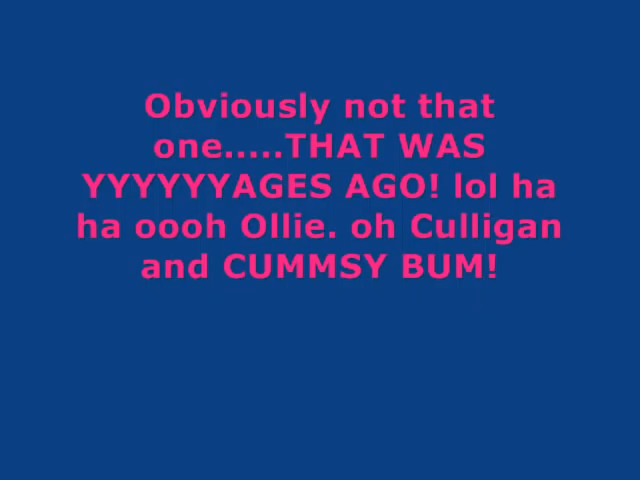 Obviously not that
one.....THAT WAS
YYYYYYAGES AGO! lol ha
ha oooh Ollie. oh Culligan
and CUMMSY BUM!